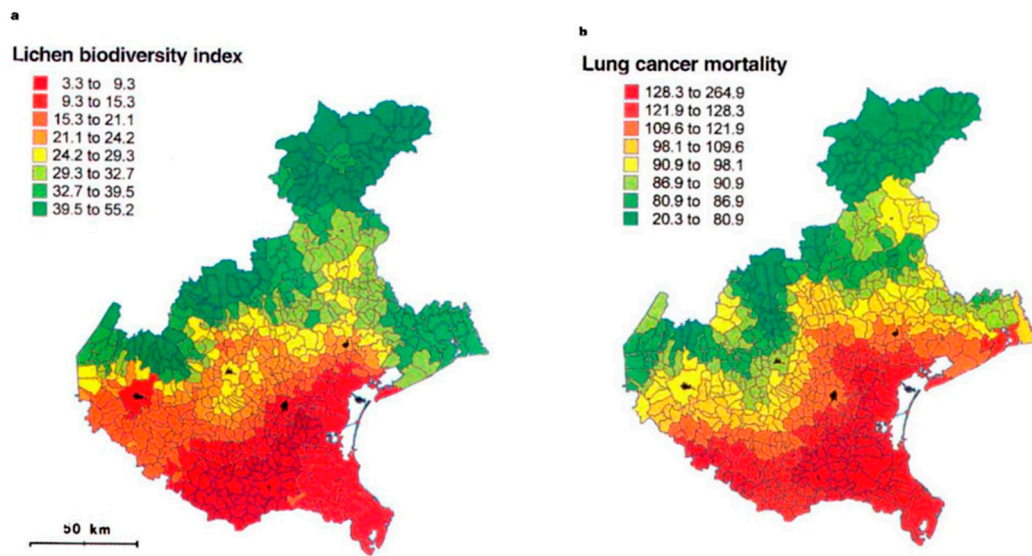 a
Lichen biodiversity index
3.3 to 9.3
9.3 to 15.3
15.3 to 21.1
21.1 to 24.2
24.2 to 29.3
29.3 to 32.7
32.7 to 39.5
39.5 to 55.2
50 km
b
Lung cancer mortality
128.3 to 264.9
121.9 to 128.3
109.6 to 121.9
98.1 to 109.6
90.9 to 98.1
86.9 to 90.9
80.9 to 86.9
20.3 to 80.9